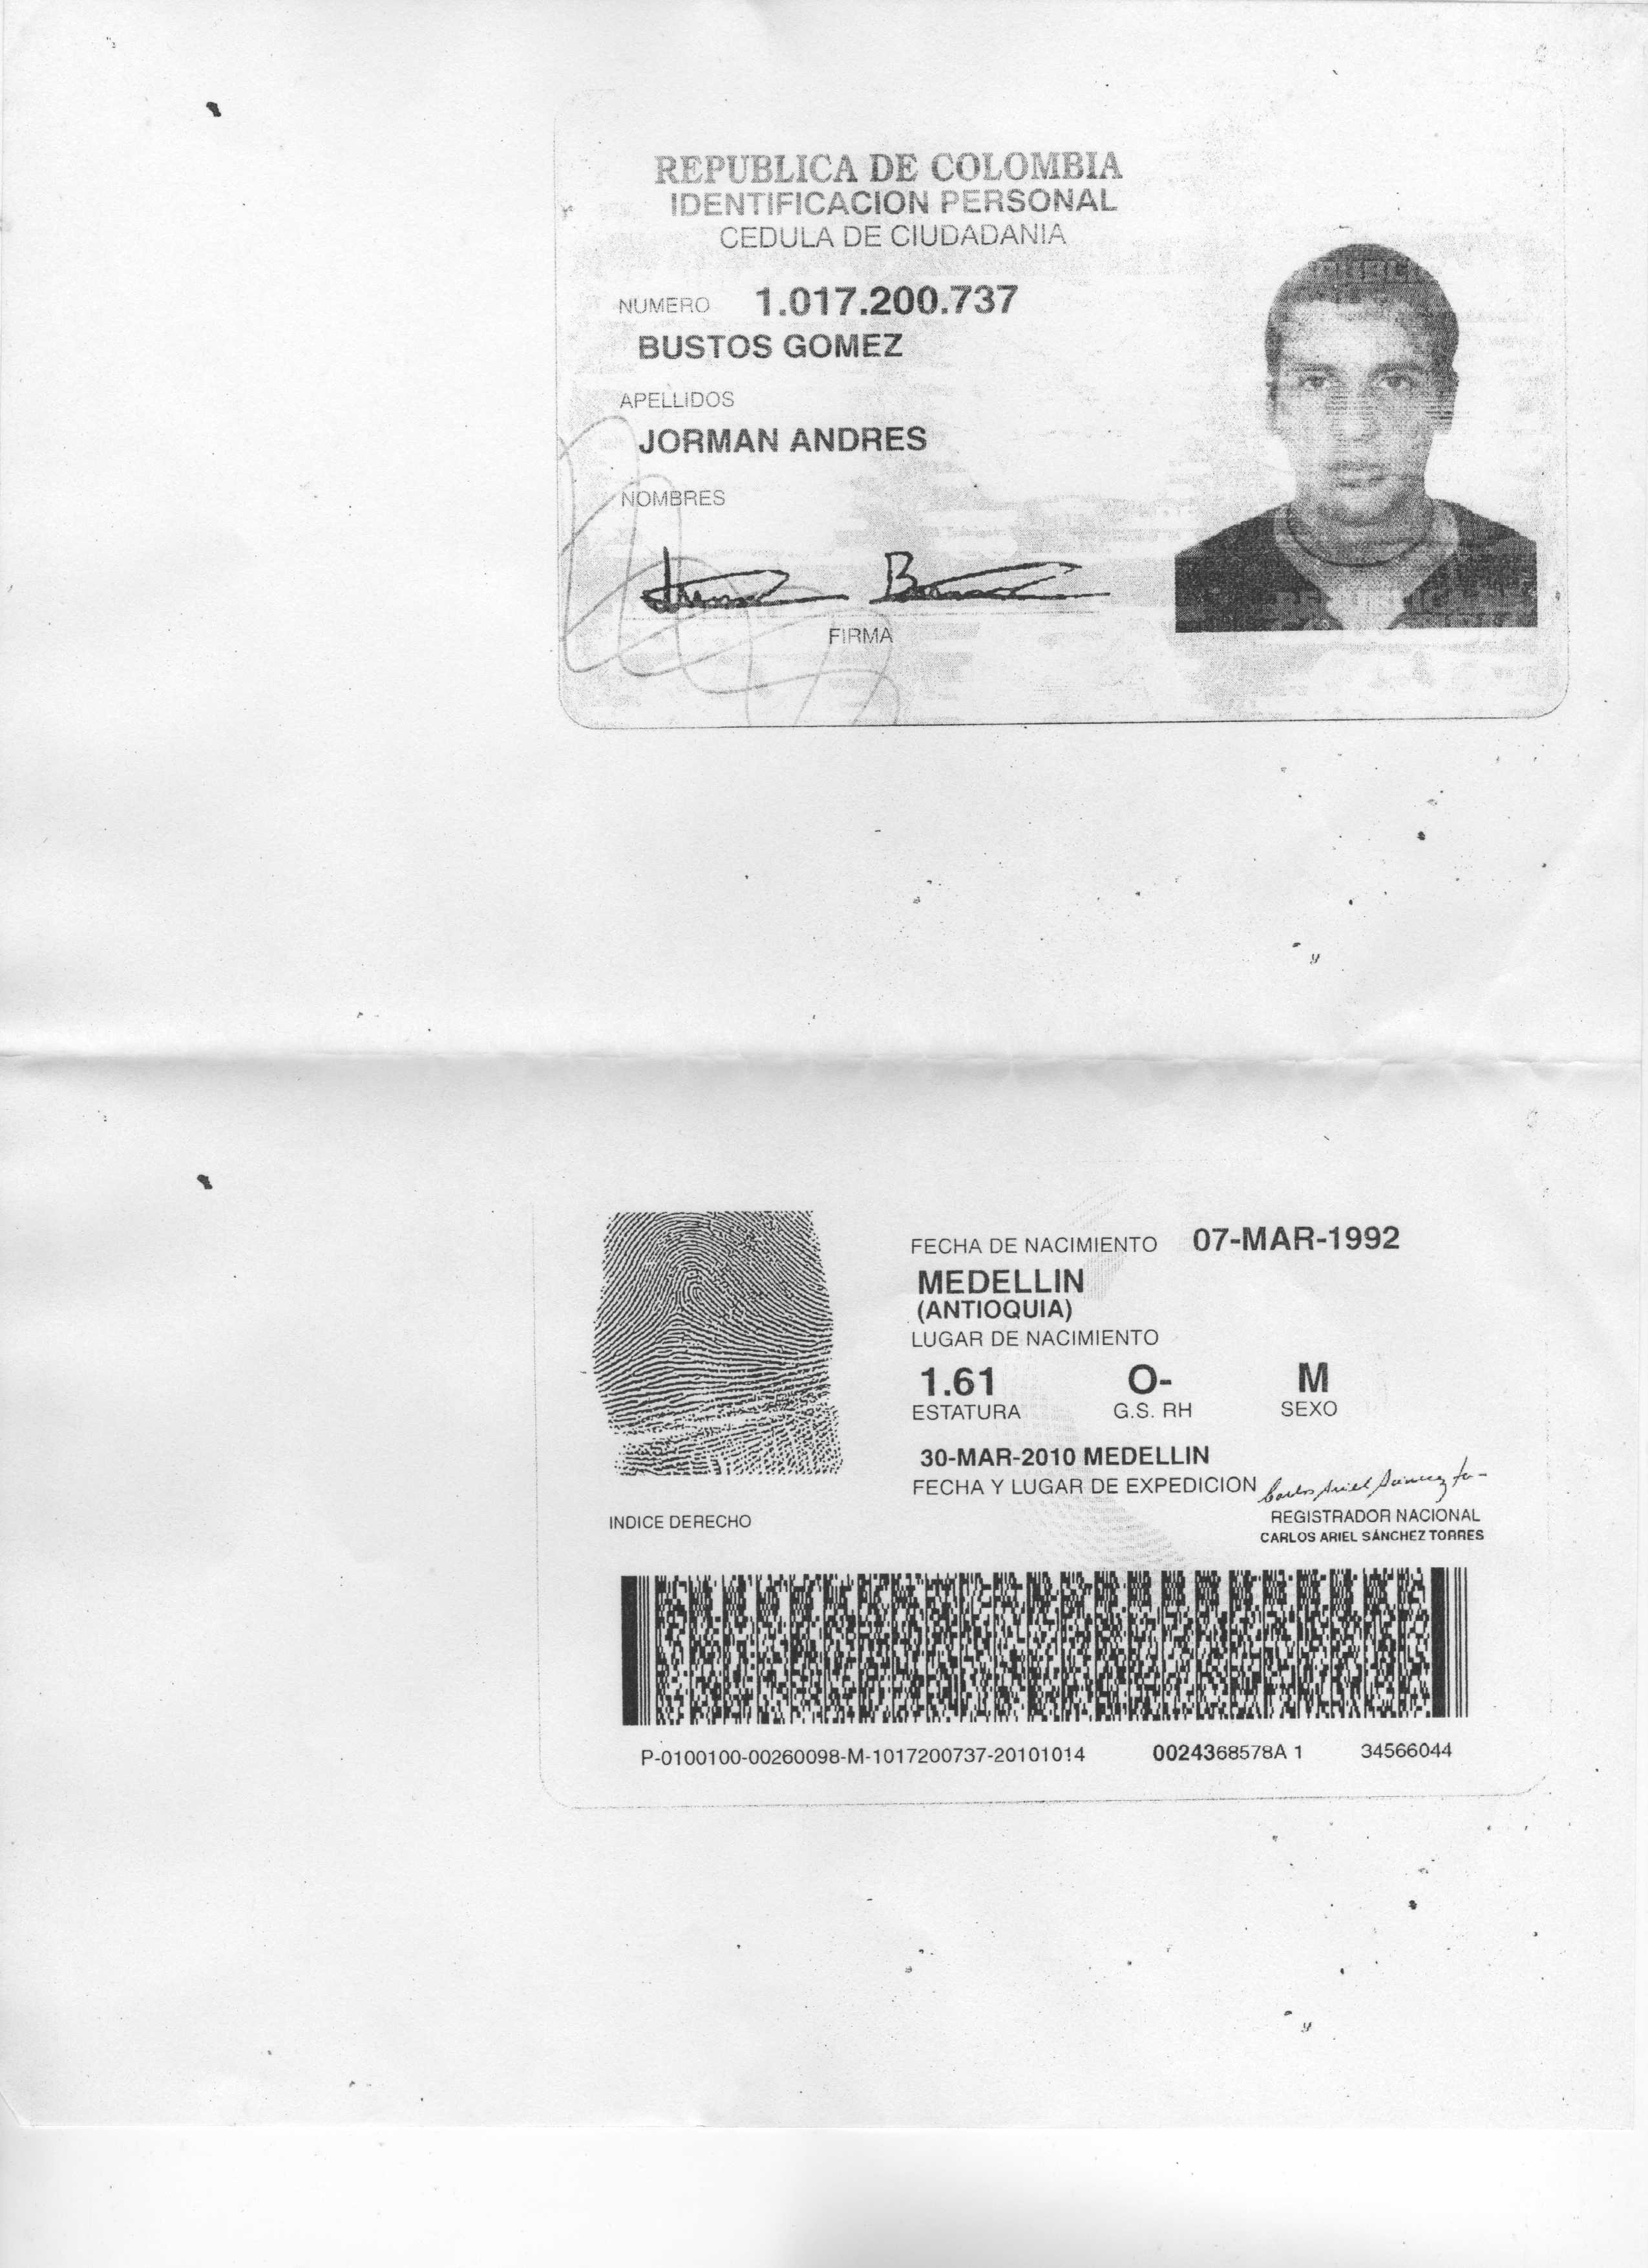 REPUBLICA DE COLOMBIA
IDENTIFICACION PERSONAL
CEDULA DE CIUDADANIA
NUMERO 1.017.200.737
BUSTOS GOMEZ
APELLIDOS
JORMAN ANDRES
NOMBRES
FIRMA
FECHA DE NACIMIENTO 07-MAR-1992
MEDELLIN
(ANTIOQUIA)
LUGAR DE NACIMIENTO
1.61 O- M
ESTATURA G.S. RH SEXO
30-MAR-2010 MEDELLIN
FECHA Y LUGAR DE EXPEDICION
INDICE DERECHO
REGISTRADOR NACIONAL
CARLOS ARIEL SÁNCHEZ TORRES
P-0100100-00260098-M-1017200737-20101014 0024368578A 1 34566044